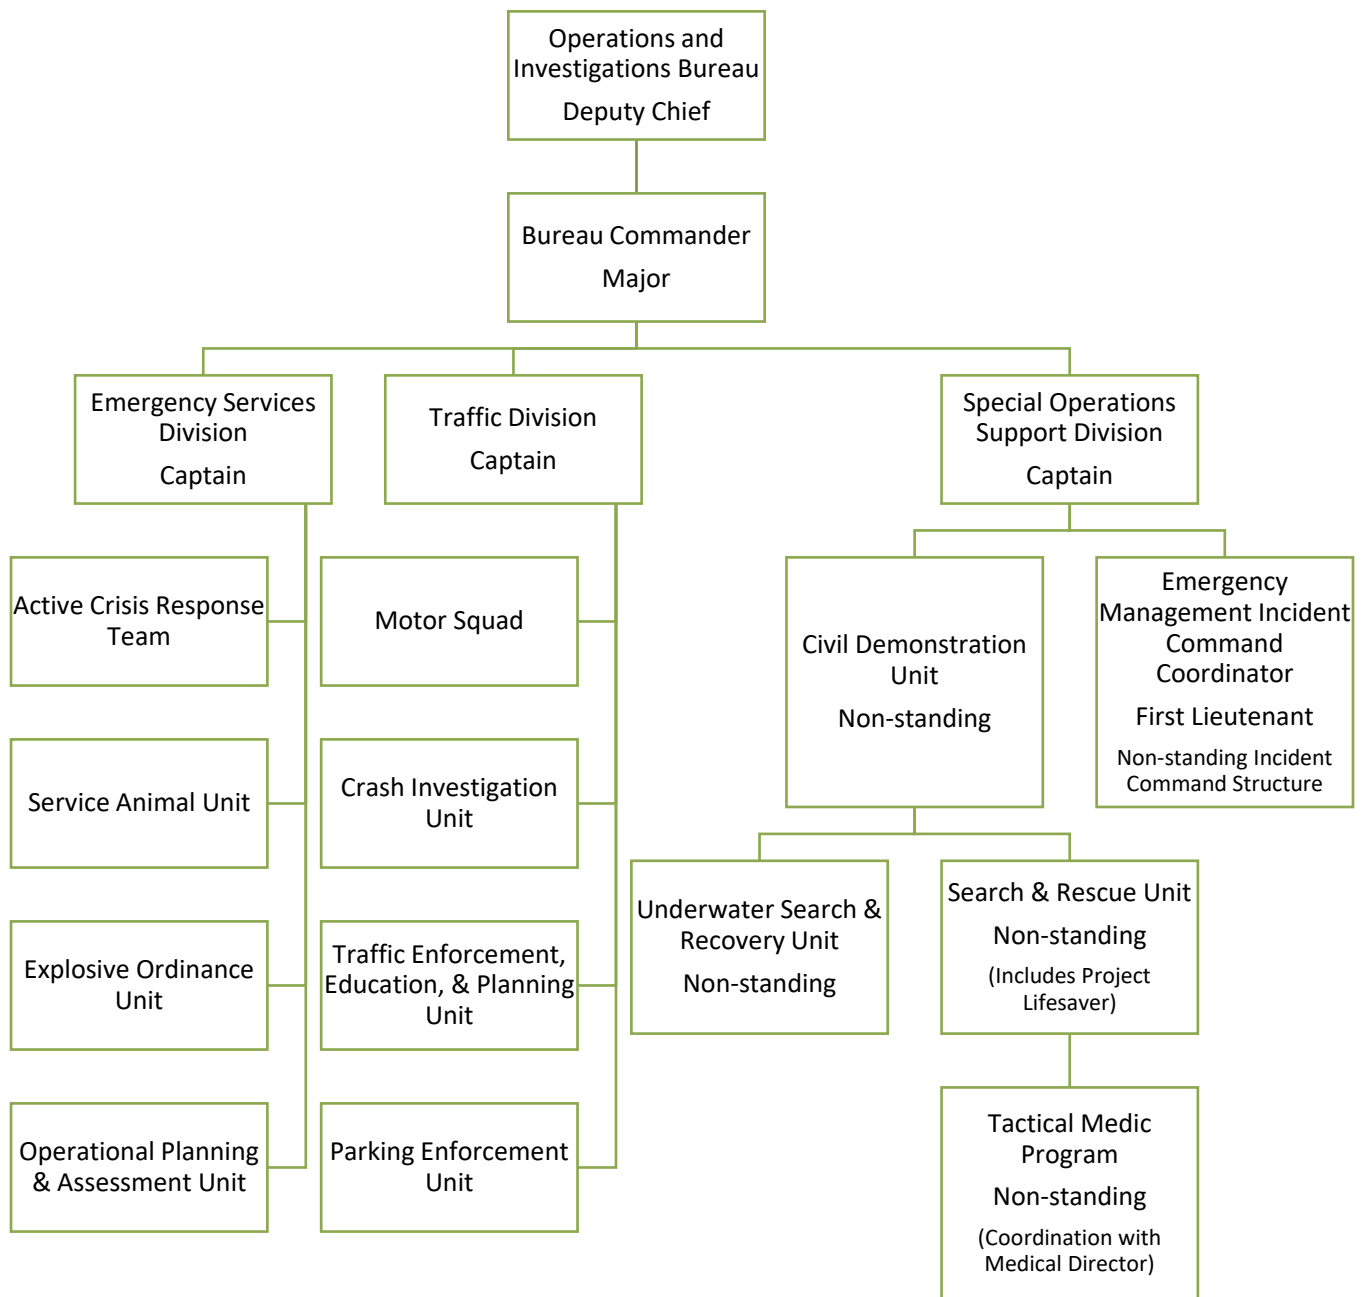 Operations and
Investigations Bureau
Deputy Chief
Bureau Commander
Major
Emergency Services
Division
Captain
Traffic Division
Captain
Special Operations
Support Division
Captain
Active Crisis Response
Team
Service Animal Unit
Explosive Ordinance
Unit
Operational Planning
& Assessment Unit
Motor Squad
Crash Investigation
Unit
Traffic Enforcement,
Education, & Planning
Unit
Parking Enforcement
Unit
Civil Demonstration
Unit
Non-standing
Emergency
Management Incident
Command
Coordinator
First Lieutenant
Non-standing Incident
Command Structure
Underwater Search &
Recovery Unit
Non-standing
Search & Rescue Unit
Non-standing
(Includes Project
Lifesaver)
Tactical Medic
Program
Non-standing
(Coordination with
Medical Director)